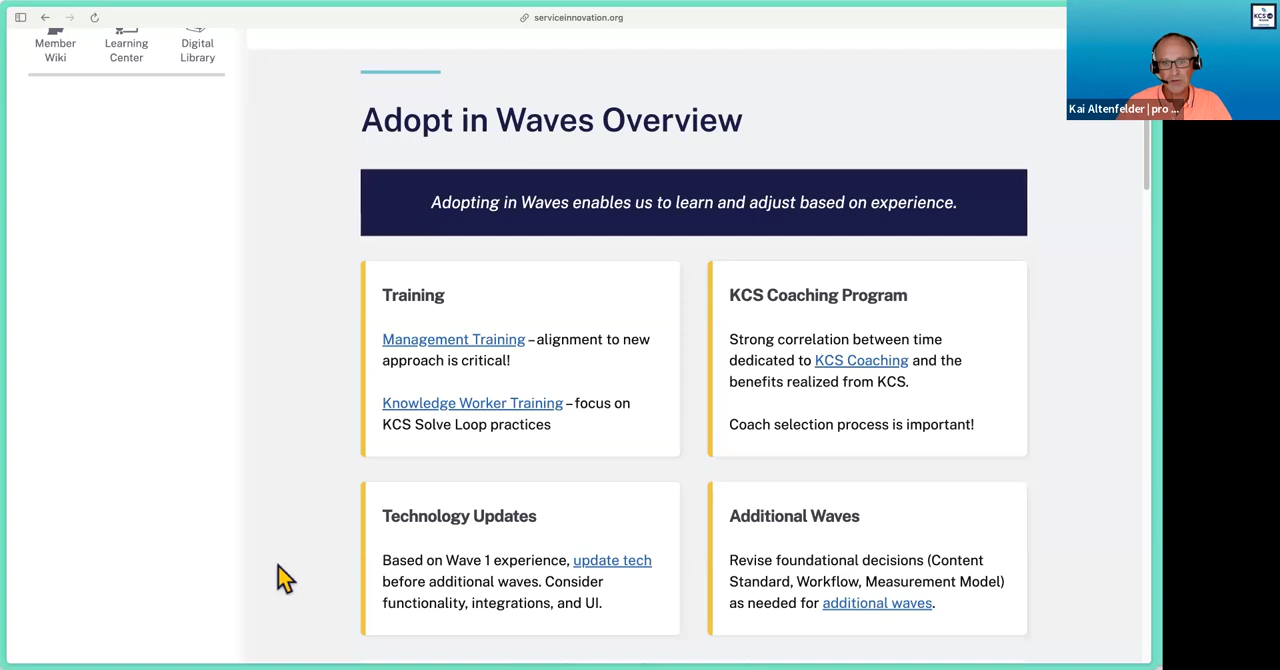 serviceinnovation.org
Member
Wiki
Learning
Center
Digital
Library
KCS
Kai Altenfelder | pro ...
Adopt in Waves Overview
Adopting in Waves enables us to learn and adjust based on experience.
Training
Management Training – alignment to new
approach is critical!
Knowledge Worker Training – focus on
KCS Solve Loop practices
KCS Coaching Program
Strong correlation between time
dedicated to KCS Coaching and the
benefits realized from KCS.
Coach selection process is important!
Technology Updates
Based on Wave 1 experience, update tech
before additional waves. Consider
functionality, integrations, and UI.
Additional Waves
Revise foundational decisions (Content
Standard, Workflow, Measurement Model)
as needed for additional waves.